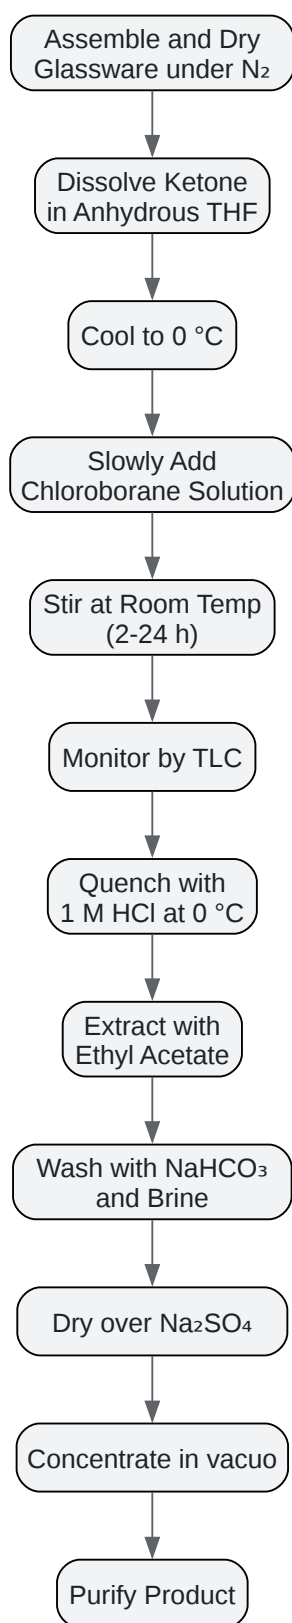 Assemble and Dry
Glassware under N₂
Dissolve Ketone
in Anhydrous THF
Cool to 0 °C
Slowly Add
Chloroborane Solution
Stir at Room Temp
(2-24 h)
Monitor by TLC
Quench with
1 M HCl at 0 °C
Extract with
Ethyl Acetate
Wash with NaHCO₃
and Brine
Dry over Na₂SO₄
Concentrate in vacuo
Purify Product